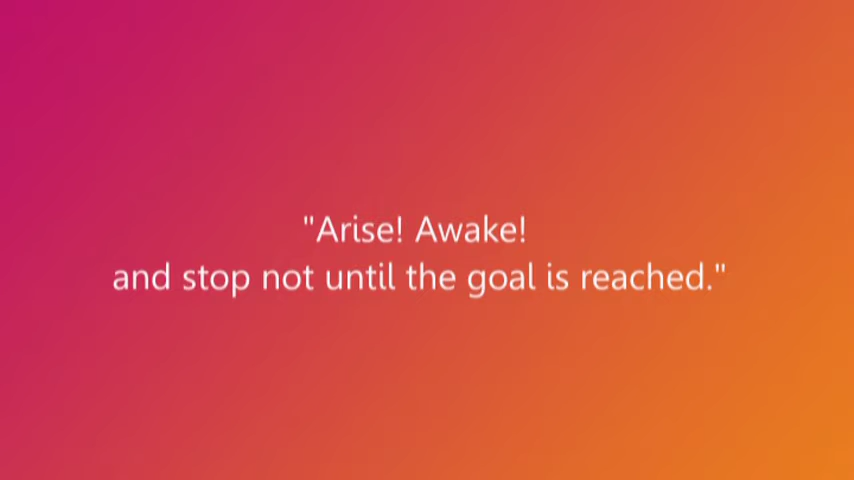 "Arise! Awake!
and stop not until the goal is reached."